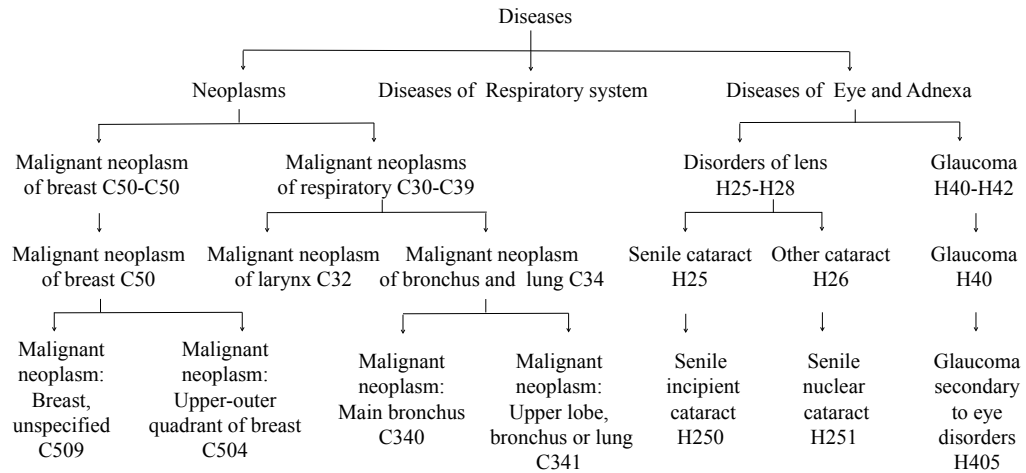 Diseases
Neoplasms
Diseases of Respiratory system
Diseases of Eye and Adnexa
Malignant neoplasm
of breast C50-C50
Malignant neoplasms
of respiratory C30-C39
Disorders of lens
H25-H28
Glaucoma
H40-H42
Malignant neoplasm
of breast C50
Malignant neoplasm
of larynx C32
Malignant neoplasm
of bronchus and lung C34
Senile cataract
H25
Other cataract
H26
Glaucoma
H40
Malignant
neoplasm:
Breast,
unspecified
C509
Malignant
neoplasm:
Upper-outer
quadrant of breast
C504
Malignant
neoplasm:
Main bronchus
C340
Malignant
neoplasm:
Upper lobe,
bronchus or lung
C341
Senile
incipient
cataract
H250
Senile
nuclear
cataract
H251
Glaucoma
secondary
to eye
disorders
H405